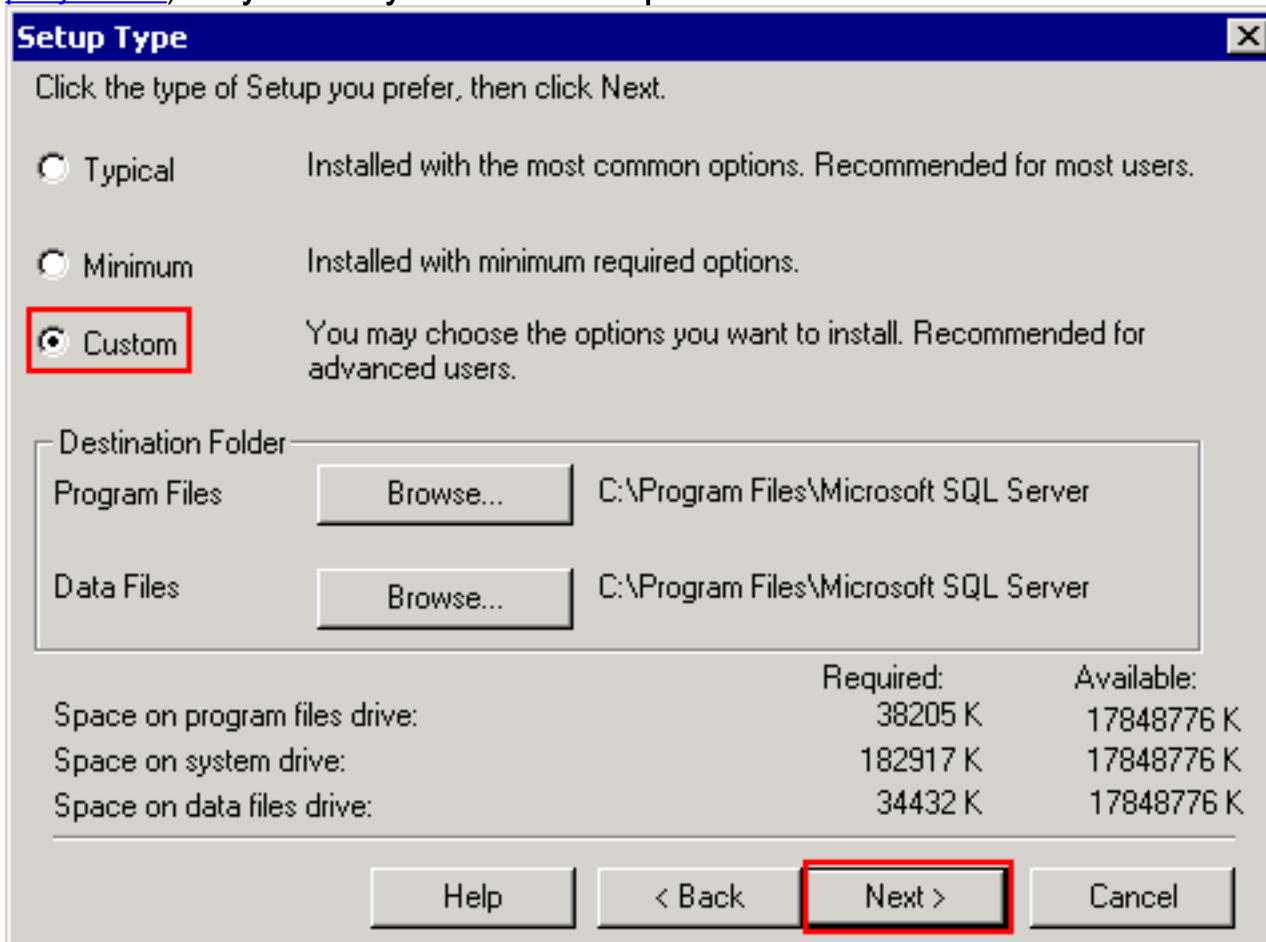 Setup Type
Click the type of Setup you prefer, then click Next.
Typical Installed with the most common options. Recommended for most users.
Minimum Installed with minimum required options.
Custom You may choose the options you want to install. Recommended for
advanced users.
Destination Folder
Program Files Browse... C:\Program Files\Microsoft SQL Server
Data Files Browse... C:\Program Files\Microsoft SQL Server
Required: Available:
Space on program files drive: 38205 K 17848776 K
Space on system drive: 182917 K 17848776 K
Space on data files drive: 34432 K 17848776 K
Help < Back Next > Cancel